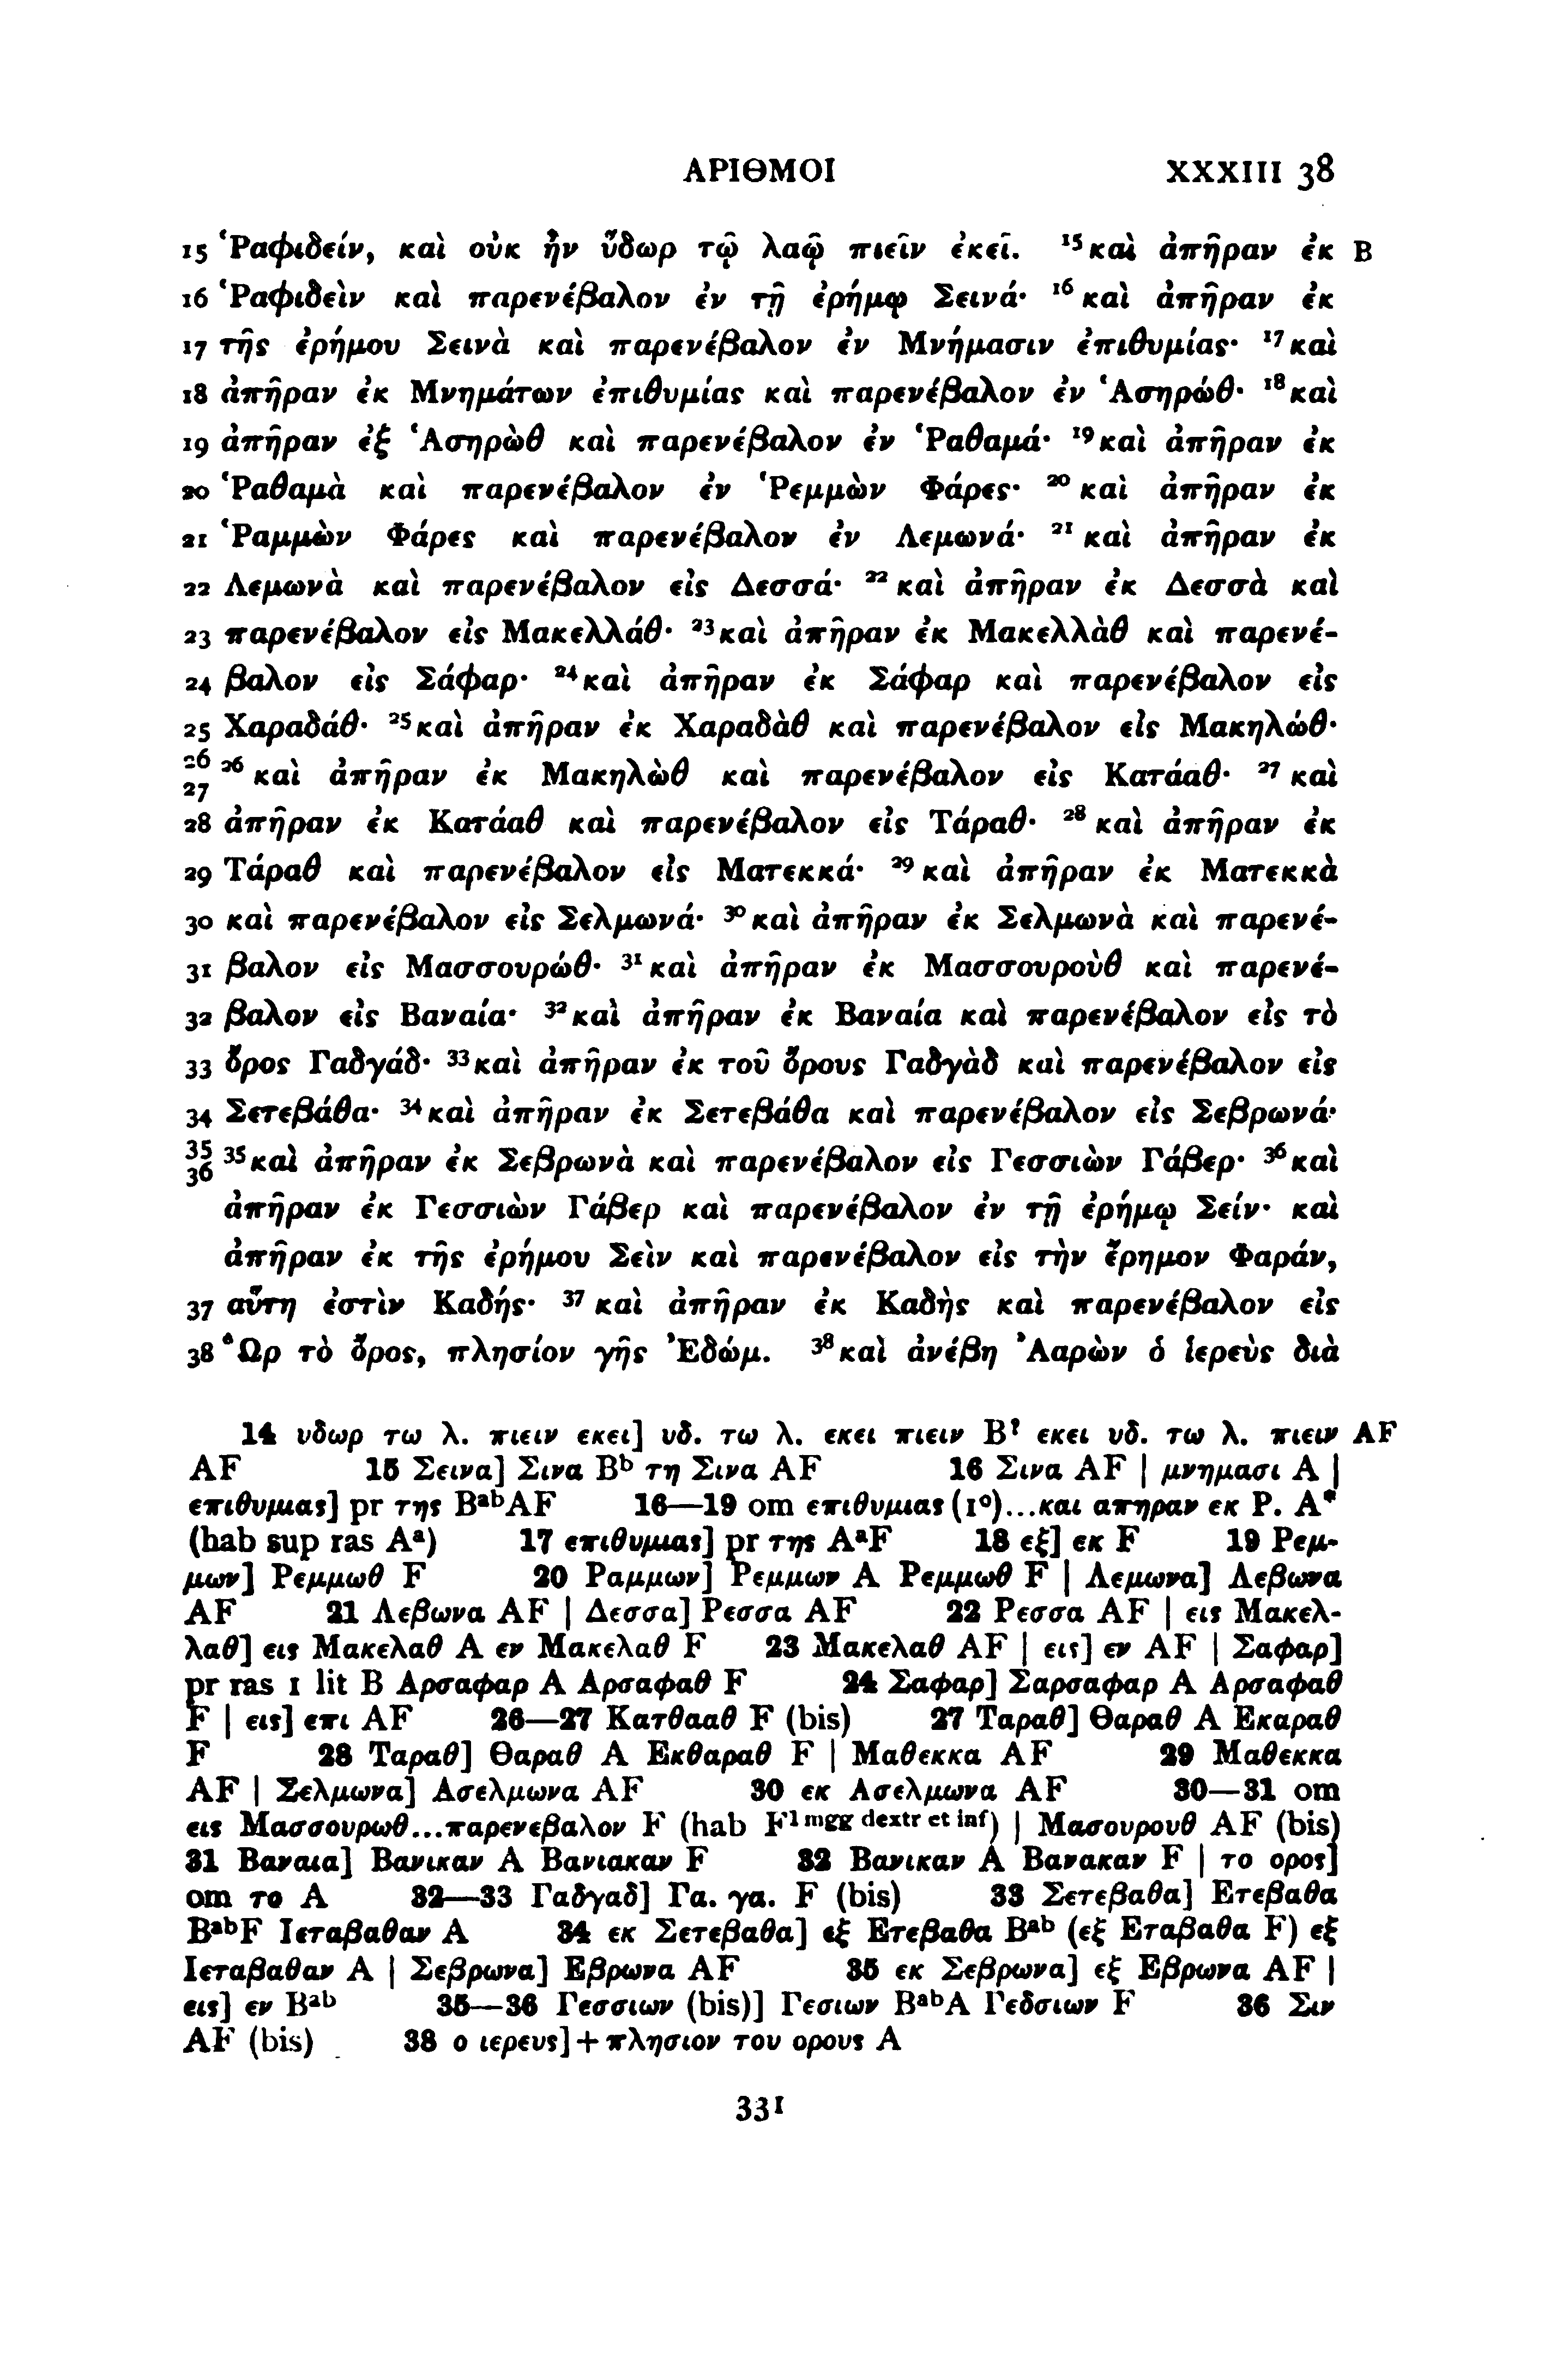 ΑΡΙΘΜΟΙ XXXIII 38
15 Ῥαφιδείν, καὶ οὐκ ἦν ὕδωρ τῷ λαῷ πιεῖν ἐκεῖ. ¹⁵καὶ ἀπῆραν ἐκ B
16 Ῥαφιδεὶν καὶ παρενέβαλον ἐν τῇ ἐρήμῳ Σεινά· ¹⁶καὶ ἀπῆραν ἐκ
17 τῆς ἐρήμου Σεινὰ καὶ παρενέβαλον ἐν Μνήμασιν ἐπιθυμίας· ¹⁷καὶ
18 ἀπῆραν ἐκ Μνημάτων ἐπιθυμίας καὶ παρενέβαλον ἐν Ἁσηρώθ· ¹⁸καὶ
19 ἀπῆραν ἐξ Ἁσηρὼθ καὶ παρενέβαλον ἐν Ῥαθαμά· ¹⁹καὶ ἀπῆραν ἐκ
20 Ῥαθαμὰ καὶ παρενέβαλον ἐν Ῥεμμὼν Φάρες· ²⁰καὶ ἀπῆραν ἐκ
21 Ῥαμμὼν Φάρες καὶ παρενέβαλον ἐν Λεμωνά· ²¹καὶ ἀπῆραν ἐκ
22 Λεμωνὰ καὶ παρενέβαλον εἰς Δεσσά· ²²καὶ ἀπῆραν ἐκ Δεσσὰ καὶ
23 παρενέβαλον εἰς Μακελλάθ· ²³καὶ ἀπῆραν ἐκ Μακελλὰθ καὶ παρενέ-
24 βαλον εἰς Σάφαρ· ²⁴καὶ ἀπῆραν ἐκ Σάφαρ καὶ παρενέβαλον εἰς
25 Χαραδάθ· ²⁵καὶ ἀπῆραν ἐκ Χαραδὰθ καὶ παρενέβαλον εἰς Μακηλώθ·
26 27 ²⁶καὶ ἀπῆραν ἐκ Μακηλὼθ καὶ παρενέβαλον εἰς Κατάαθ· ²⁷καὶ
28 ἀπῆραν ἐκ Κατάαθ καὶ παρενέβαλον εἰς Τάραθ· ²⁸καὶ ἀπῆραν ἐκ
29 Τάραθ καὶ παρενέβαλον εἰς Ματεκκά· ²⁹καὶ ἀπῆραν ἐκ Ματεκκὰ
30 καὶ παρενέβαλον εἰς Σελμωνά· ³⁰καὶ ἀπῆραν ἐκ Σελμωνὰ καὶ παρενέ-
31 βαλον εἰς Μασσουρώθ· ³¹καὶ ἀπῆραν ἐκ Μασσουροὺθ καὶ παρενέ-
32 βαλον εἰς Βαναία· ³²καὶ ἀπῆραν ἐκ Βαναία καὶ παρενέβαλον εἰς τὸ
33 ὄρος Γαδγάδ· ³³καὶ ἀπῆραν ἐκ τοῦ ὄρους Γαδγὰδ καὶ παρενέβαλον εἰς
34 Σετεβάθα· ³⁴καὶ ἀπῆραν ἐκ Σετεβάθα καὶ παρενέβαλον εἰς Σεβρωνά·
35 36 ³⁵καὶ ἀπῆραν ἐκ Σεβρωνὰ καὶ παρενέβαλον εἰς Γεσσιὼν Γάβερ· ³⁶καὶ
ἀπῆραν ἐκ Γεσσιὼν Γάβερ καὶ παρενέβαλον ἐν τῇ ἐρήμῳ Σείν· καὶ
ἀπῆραν ἐκ τῆς ἐρήμου Σεὶν καὶ παρενέβαλον εἰς τὴν ἔρημον Φαράν,
37 αὕτη ἐστὶν Καδής· ³⁷καὶ ἀπῆραν ἐκ Καδὴς καὶ παρενέβαλον εἰς
38 Ὣρ τὸ ὄρος, πλησίον γῆς Ἐδώμ. ³⁸καὶ ἀνέβη Ἀαρὼν ὁ ἱερεὺς διὰ
14 υδωρ τω λ. πιειν εκει] υδ. τω λ. εκει πιειν B? εκει υδ. τω λ. πιειν AF
AF 15 Σεινα] Σινα Bᵇ τη Σινα AF 16 Σινα AF | μνημασι A |
επιθυμιας] pr της BᵃᵇAF 16—19 om επιθυμιας (1°)...και απηραν εκ Ρ. A*
(hab sup ras Aᵃ) 17 επιθυμιας] pr της AᵃF 18 εξ] εκ F 19 Ρεμ-
μων] Ρεμμωθ F 20 Ραμμων] Ρεμμων A Ρεμμωθ F | Λεμωνα] Λεβωνα
AF 21 Λεβωνα AF | Δεσσα] Ρεσσα AF 22 Ρεσσα AF | εις Μακελ-
λαθ] εις Μακελαθ A εν Μακελαθ F 23 Μακελαθ AF | εις] εν AF | Σαφαρ]
pr ras 1 lit B Αρσαφαρ A Αρσαφαθ F 24 Σαφαρ] Σαρσαφαρ A Αρσαφαθ
F | εις] επι AF 26—27 Κατθααθ F (bis) 27 Ταραθ] Θαραθ A Εκαραθ
F 28 Ταραθ] Θαραθ A Εκθαραθ F | Μαθεκκα AF 29 Μαθεκκα
AF | Σελμωνα] Ασελμωνα AF 30 εκ Ασελμωνα AF 30—31 om
εις Μασσουρωθ...παρενεβαλον F (hab F¹ ᵐᵍᵍ ᵈᵉˣᵗʳ ᵉᵗ ⁱⁿᶠ) | Μασουρουθ AF (bis)
31 Βαναια] Βανικαν A Βανιακαν F 32 Βανικαν A Βανακαν F | το ορος]
om το A 32—33 Γαδγαδ] Γα. γα. F (bis) 33 Σετεβαθα] Ετεβαθα
BᵃᵇF Ιεταβαθαν A 34 εκ Σετεβαθα] εξ Ετεβαθα Bᵃᵇ (εξ Εταβαθα F) εξ
Ιεταβαθαν A | Σεβρωνα] Εβρωνα AF 35 εκ Σεβρωνα] εξ Εβρωνα AF |
εις] εν Bᵃᵇ 35—36 Γεσσιων (bis)] Γεσιων BᵃᵇA Γεδσιων F 36 Σιν
AF (bis) 38 ο ιερευς] + πλησιον του ορους A
331